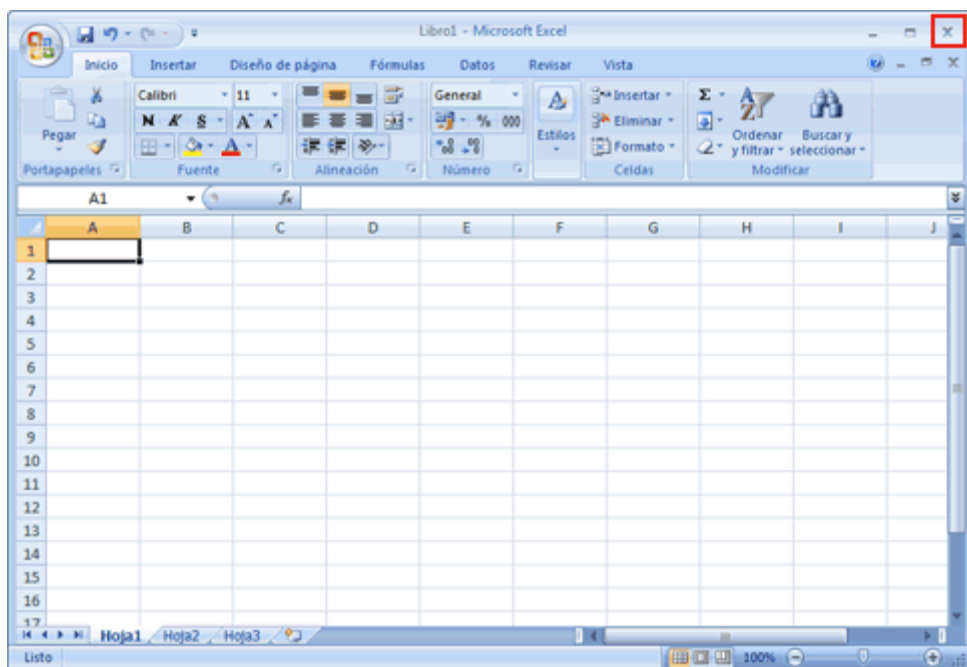 Libro1 - Microsoft Excel
Inicio Insertar Diseño de página Fórmulas Datos Revisar Vista
Pegar
Portapapeles
Calibri 11
N K S A A
A
Fuente
Alineación
General
% 000
Número
Estilos
Insertar
Eliminar
Formato
Celdas
Σ
Ordenar y filtrar
Buscar y seleccionar
Modificar
A1 fx
A B C D E F G H I J
1
2
3
4
5
6
7
8
9
10
11
12
13
14
15
16
17
Hoja1 Hoja2 Hoja3
Listo 100%